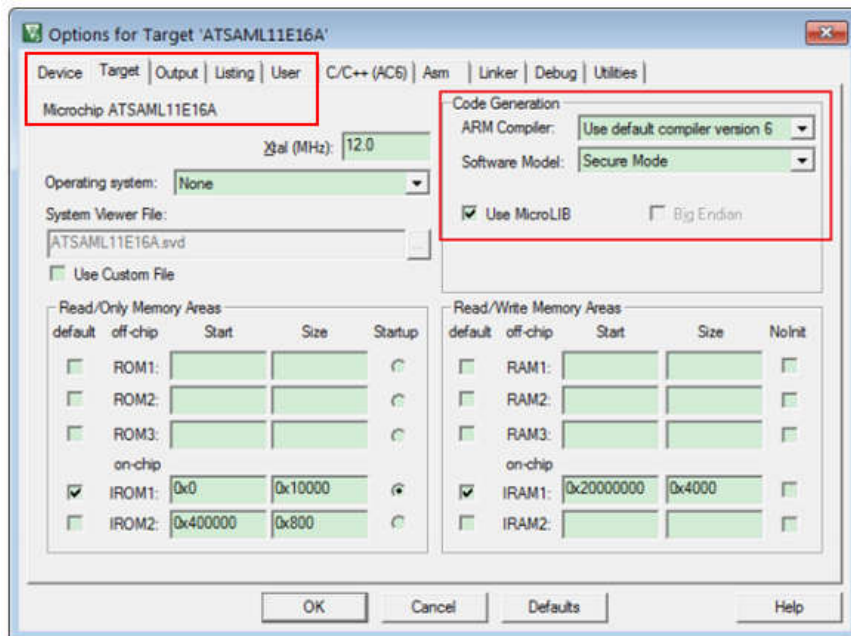 Options for Target 'ATSAML11E16A'
Device Target Output Listing User C/C++ (AC6) Asm Linker Debug Utilities
Microchip ATSAML11E16A
Xtal (MHz): 12.0
Operating system: None
System Viewer File:
ATSAML11E16A.svd ...
Use Custom File
Code Generation
ARM Compiler: Use default compiler version 6
Software Model: Secure Mode
Use MicroLIB Big Endian
Read/Only Memory Areas
default off-chip Start Size Startup
ROM1:
ROM2:
ROM3:
on-chip
IROM1: 0x0 0x10000
IROM2: 0x400000 0x800
Read/Write Memory Areas
default off-chip Start Size NoInit
RAM1:
RAM2:
RAM3:
on-chip
IRAM1: 0x20000000 0x4000
IRAM2:
OK Cancel Defaults Help